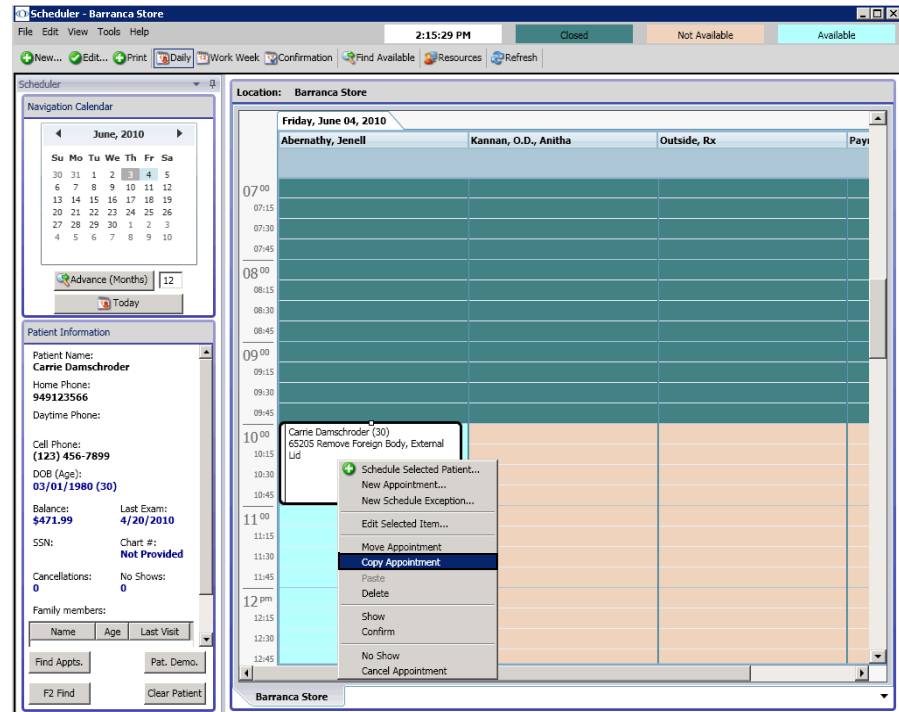 Scheduler - Barranca Store
File Edit View Tools Help
2:15:29 PM Closed Not Available Available
New... Edit... Print Daily Work Week Confirmation Find Available Resources Refresh
Scheduler
Navigation Calendar
June, 2010
Su Mo Tu We Th Fr Sa
30 31 1 2 3 4 5
6 7 8 9 10 11 12
13 14 15 16 17 18 19
20 21 22 23 24 25 26
27 28 29 30 1 2 3
4 5 6 7 8 9 10
Advance (Months) 12
Today
Patient Information
Patient Name:
Carrie Damschroder
Home Phone:
949123566
Daytime Phone:
Cell Phone:
(123) 456-7899
DOB (Age):
03/01/1980 (30)
Balance: Last Exam:
$471.99 4/20/2010
SSN: Chart #:
Not Provided
Cancellations: No Shows:
0 0
Family members:
Name Age Last Visit
Find Appts. Pat. Demo.
F2 Find Clear Patient
Location: Barranca Store
Friday, June 04, 2010
Abernathy, Jenell Kannan, O.D., Anitha Outside, Rx
07 00
07:15
07:30
07:45
08 00
08:15
08:30
08:45
09 00
09:15
09:30
09:45
10 00
10:15
10:30
10:45
11 00
11:15
11:30
11:45
12 pm
12:15
12:30
12:45
Carrie Damschroder (30)
65205 Remove Foreign Body, External
Lid
Schedule Selected Patient...
New Appointment...
New Schedule Exception...
Edit Selected Item...
Move Appointment
Copy Appointment
Paste
Delete
Show
Confirm
No Show
Cancel Appointment
Barranca Store